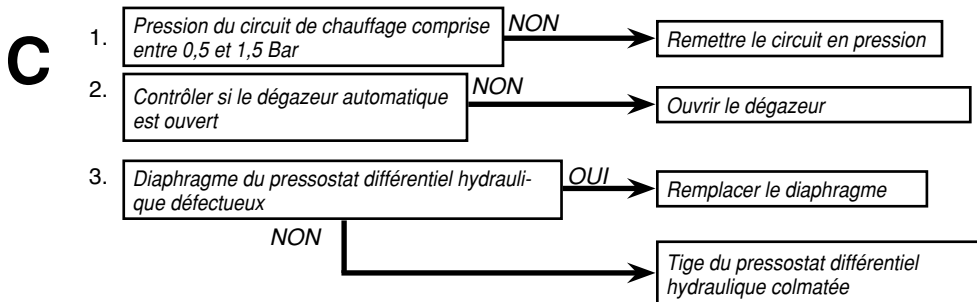 C
1. Pression du circuit de chauffage comprise
entre 0,5 et 1,5 Bar
NON
Remettre le circuit en pression
2. Contrôler si le dégazeur automatique
est ouvert
NON
Ouvrir le dégazeur
3. Diaphragme du pressostat différentiel hydrauli-
que défectueux
OUI
Remplacer le diaphragme
NON
Tige du pressostat différentiel
hydraulique colmatée